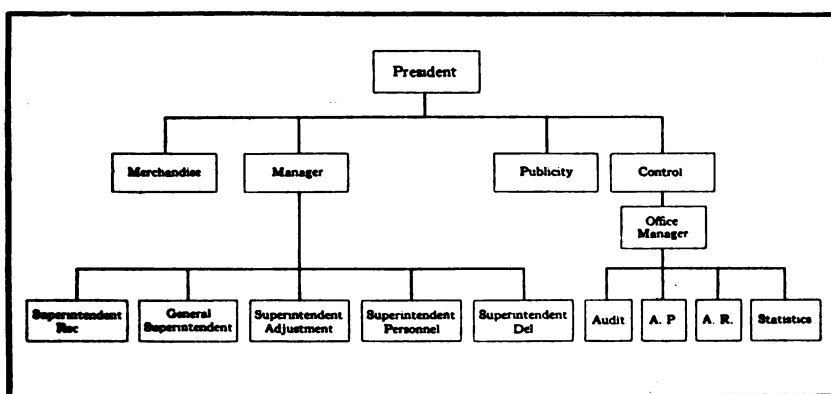 President
Merchandise
Manager
Publicity
Control
Office
Manager
Superintendent
Rec
General
Superintendent
Superintendent
Adjustment
Superintendent
Personnel
Superintendent
Del
Audit
A. P
A. R.
Statistics